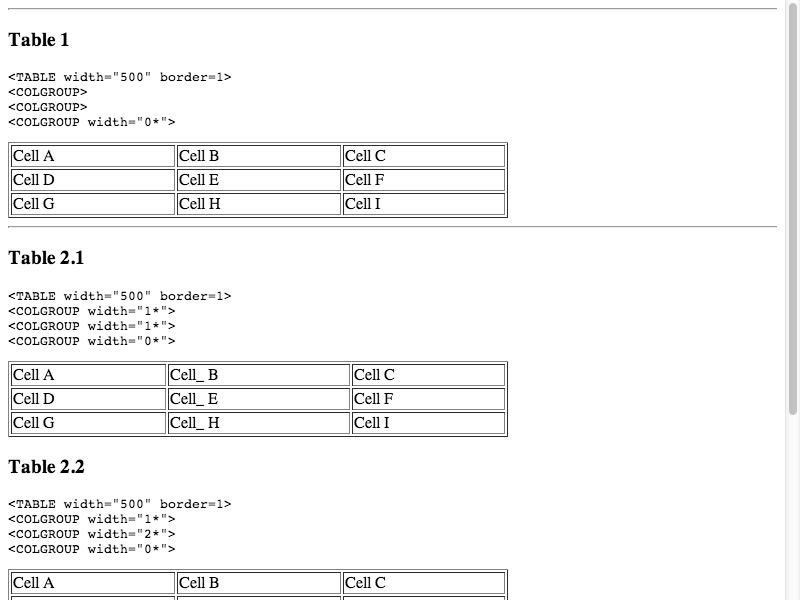 Table 1
<TABLE width="500" border=1>
<COLGROUP>
<COLGROUP>
<COLGROUP width="0*">
Cell A Cell B Cell C
Cell D Cell E Cell F
Cell G Cell H Cell I
Table 2.1
<TABLE width="500" border=1>
<COLGROUP width="1*">
<COLGROUP width="1*">
<COLGROUP width="0*">
Cell A Cell_ B Cell C
Cell D Cell_ E Cell F
Cell G Cell_ H Cell I
Table 2.2
<TABLE width="500" border=1>
<COLGROUP width="1*">
<COLGROUP width="2*">
<COLGROUP width="0*">
Cell A Cell B Cell C